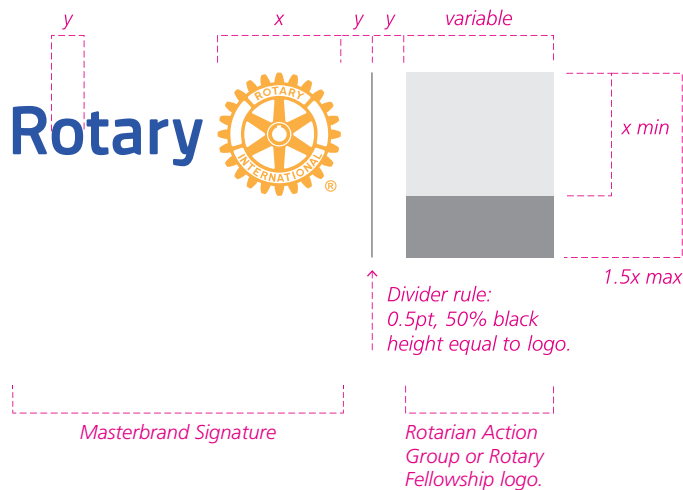 y x y y variable
Rotary
ROTARY
INTERNATIONAL
®
x min
1.5x max
Divider rule:
0.5pt, 50% black
height equal to logo.
Masterbrand Signature
Rotarian Action
Group or Rotary
Fellowship logo.